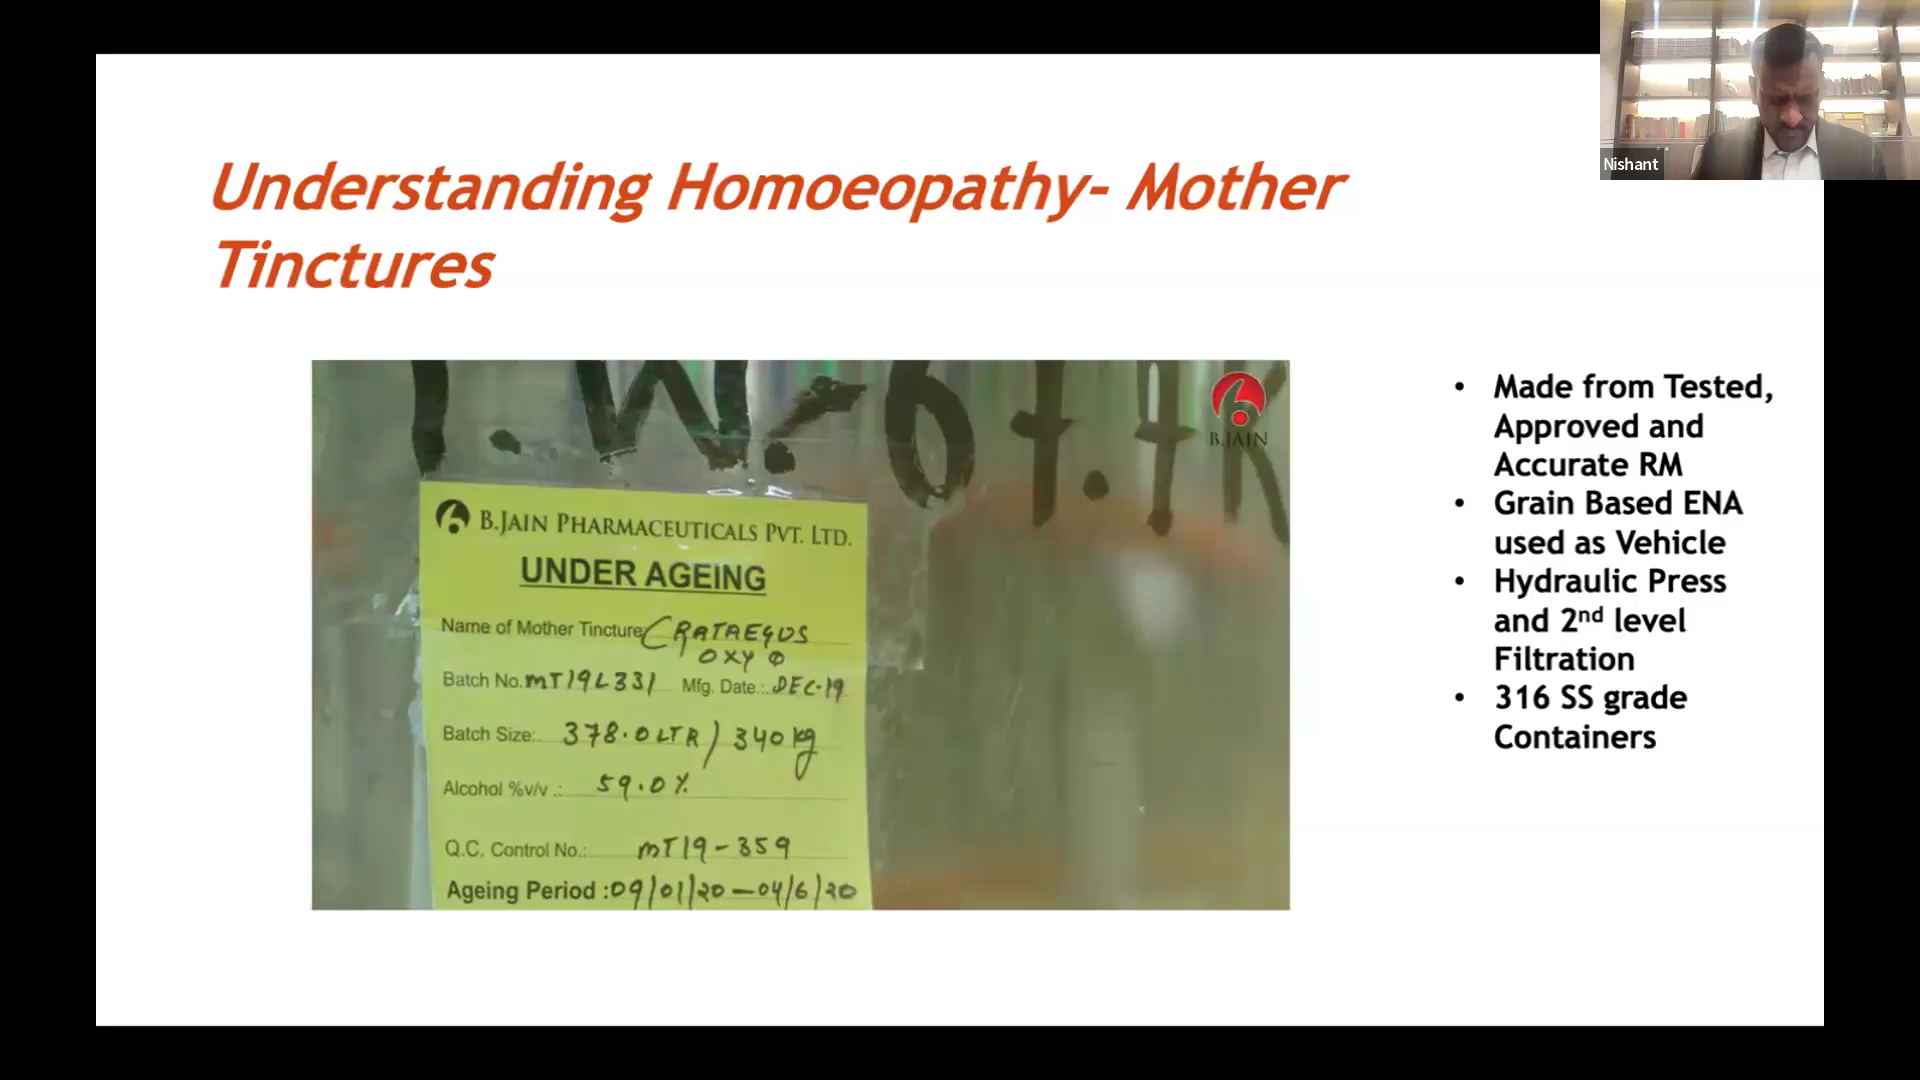 Nishant
Understanding Homoeopathy- Mother
Tinctures
B.JAIN
B.JAIN PHARMACEUTICALS PVT. LTD.
UNDER AGEING
Name of Mother Tincture: CRATAEGUS
OXY Φ
Batch No. MT19L331 Mfg. Date.: DEC-19
Batch Size: 378.0 LTR / 340 kg
Alcohol %v/v .: 59.0%
Q.C. Control No.: MT19-359
Ageing Period : 09/01/20 — 04/6/20
• Made from Tested,
Approved and
Accurate RM
• Grain Based ENA
used as Vehicle
• Hydraulic Press
and 2nd level
Filtration
• 316 SS grade
Containers